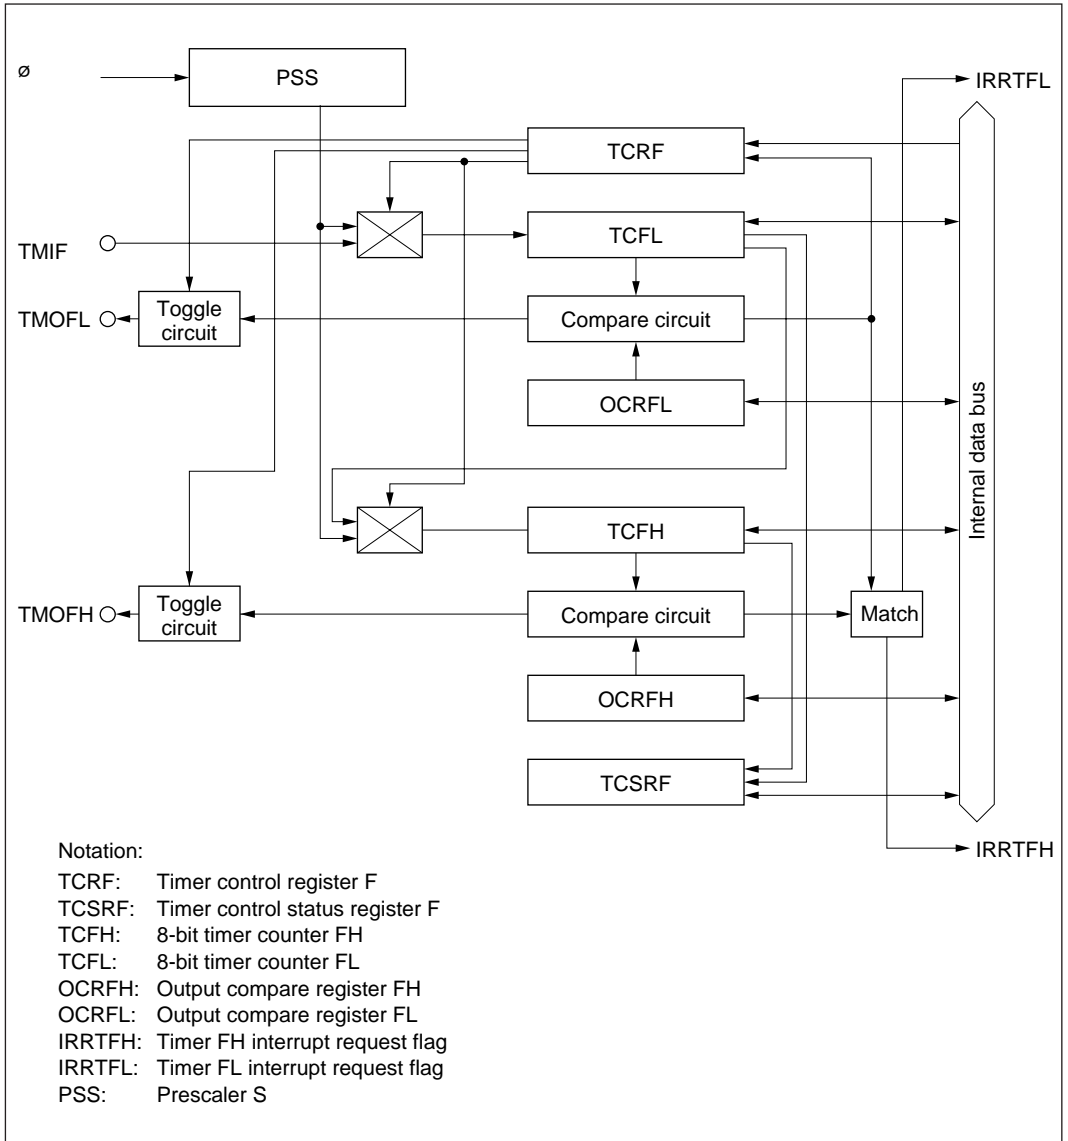 ø
PSS
IRRTFL
TCRF
TCFL
TMIF
TMOFL
Toggle
circuit
Compare circuit
OCRFL
Internal data bus
TCFH
TMOFH
Toggle
circuit
Compare circuit
Match
OCRFH
TCSRF
IRRTFH
Notation:
TCRF: Timer control register F
TCSRF: Timer control status register F
TCFH: 8-bit timer counter FH
TCFL: 8-bit timer counter FL
OCRFH: Output compare register FH
OCRFL: Output compare register FL
IRRTFH: Timer FH interrupt request flag
IRRTFL: Timer FL interrupt request flag
PSS: Prescaler S